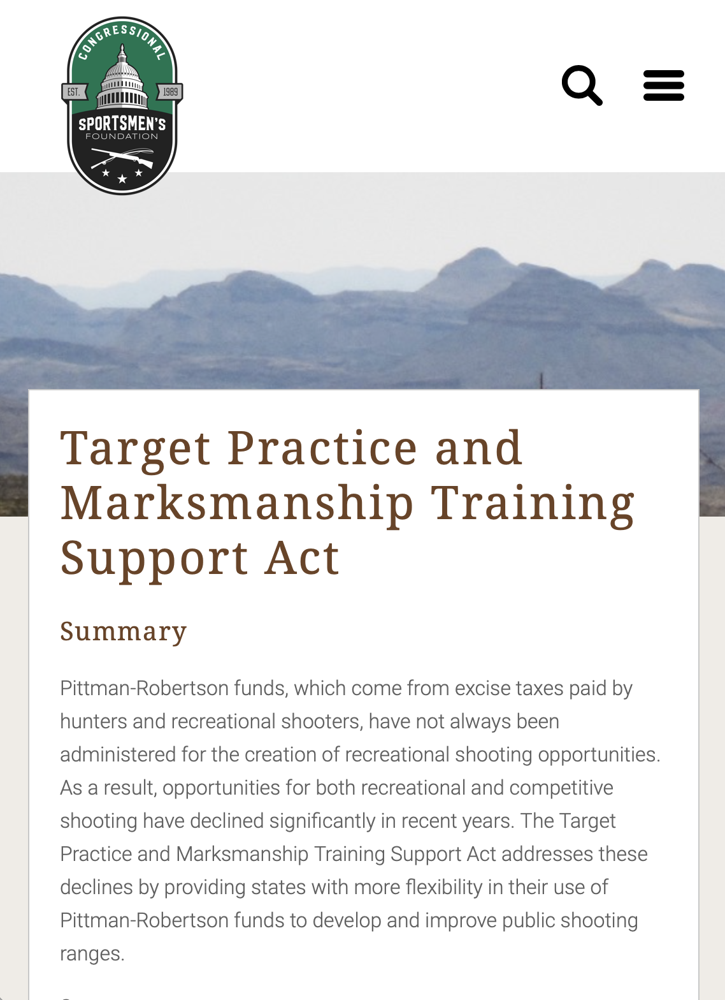 CONGRESSIONAL
EST. 1989
SPORTSMEN'S
FOUNDATION
Target Practice and
Marksmanship Training
Support Act
Summary
Pittman-Robertson funds, which come from excise taxes paid by
hunters and recreational shooters, have not always been
administered for the creation of recreational shooting opportunities.
As a result, opportunities for both recreational and competitive
shooting have declined significantly in recent years. The Target
Practice and Marksmanship Training Support Act addresses these
declines by providing states with more flexibility in their use of
Pittman-Robertson funds to develop and improve public shooting
ranges.